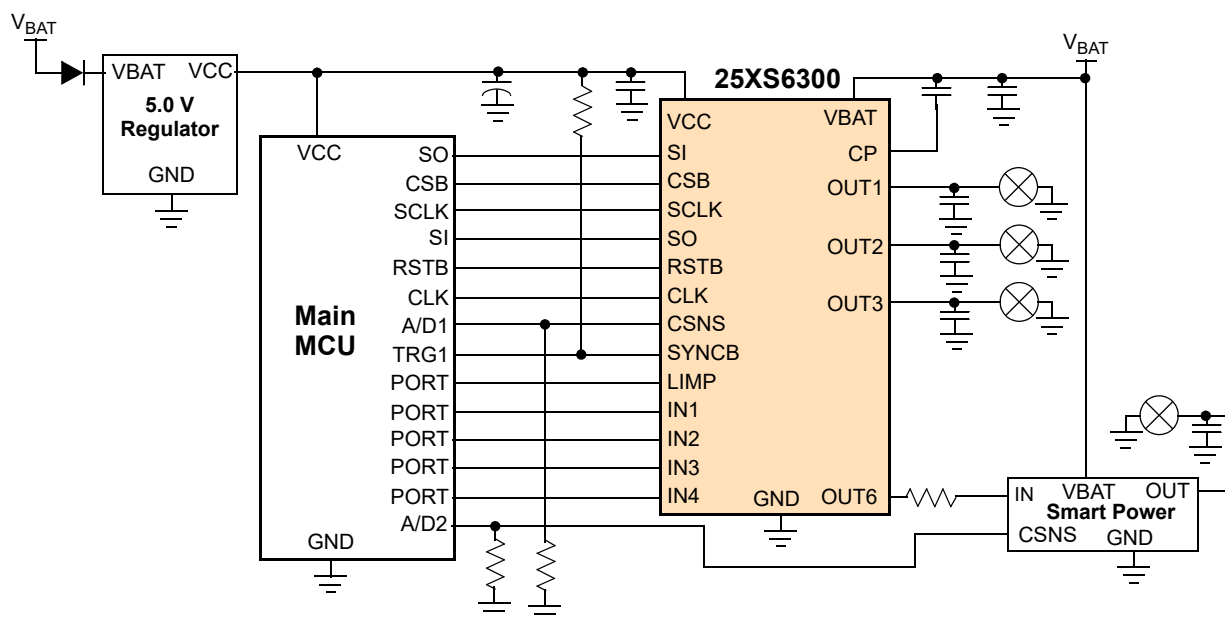 VBAT
VBAT VCC
5.0 V
Regulator
GND
VCC
SO
CSB
SCLK
SI
RSTB
CLK
A/D1
TRG1
PORT
PORT
PORT
PORT
PORT
A/D2
Main
MCU
GND
25XS6300
VCC
SI
CSB
SCLK
SO
RSTB
CLK
CSNS
SYNCB
LIMP
IN1
IN2
IN3
IN4
VBAT
CP
OUT1
OUT2
OUT3
OUT6
GND
VBAT
IN VBAT OUT
Smart Power
CSNS GND